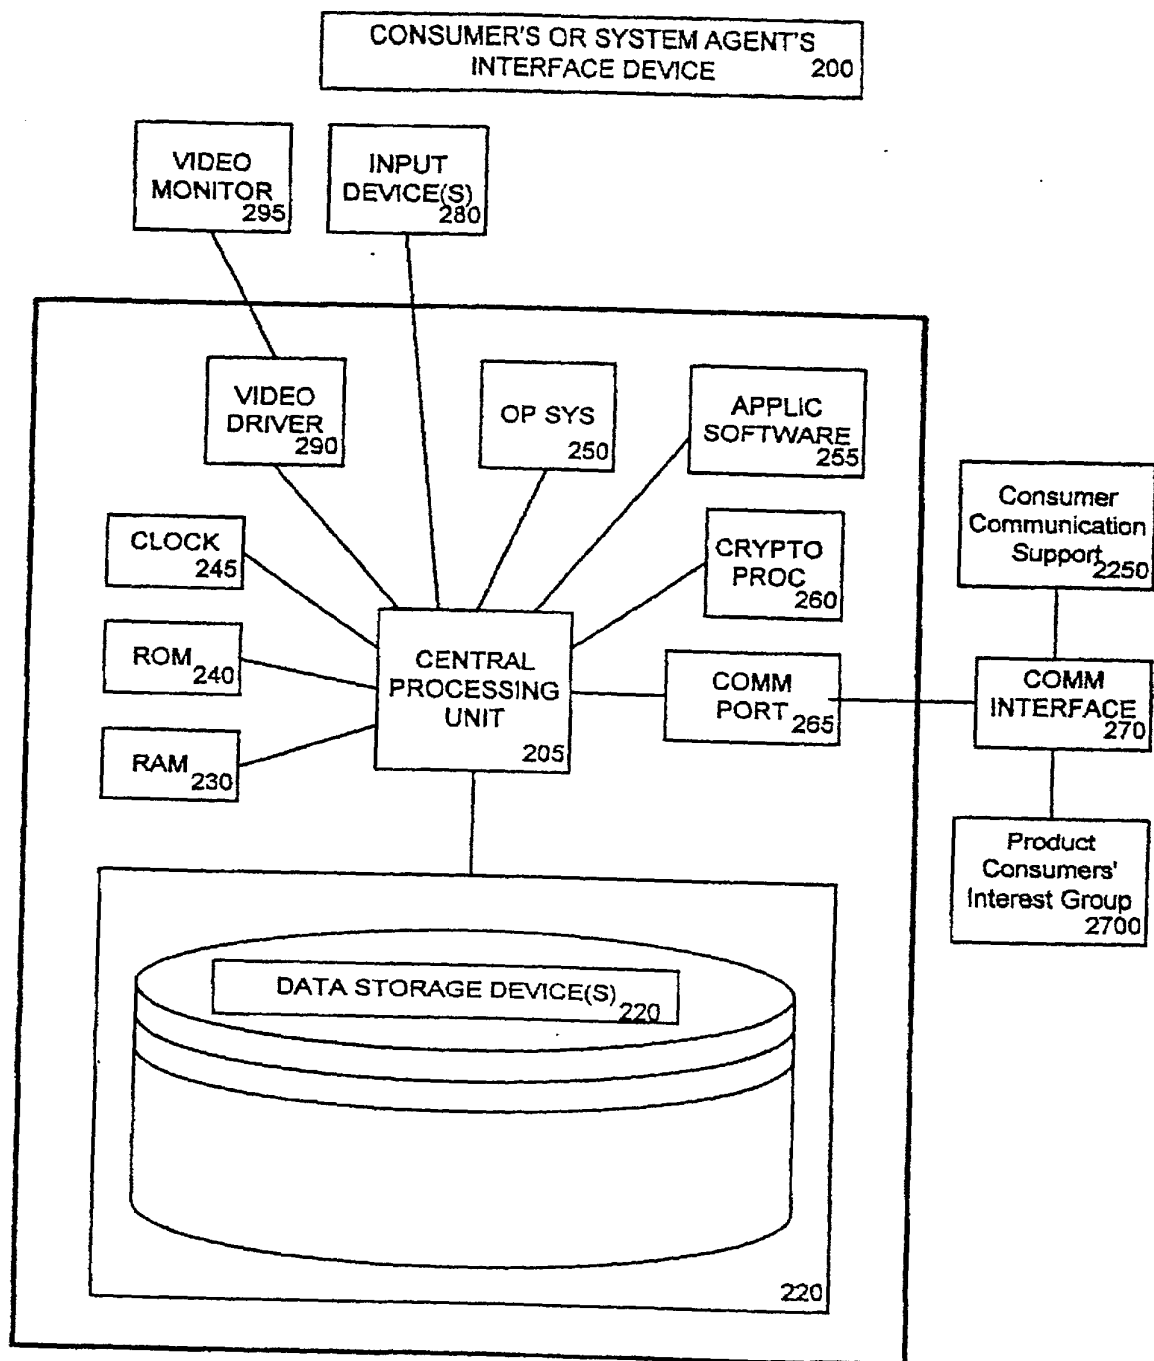 CONSUMER'S OR SYSTEM AGENT'S
INTERFACE DEVICE 200
VIDEO
MONITOR
295
INPUT
DEVICE(S)
280
VIDEO
DRIVER
290
OP SYS
250
APPLIC
SOFTWARE
255
CLOCK
245
CRYPTO
PROC
260
Consumer
Communication
Support
2250
ROM
240
CENTRAL
PROCESSING
UNIT
205
COMM
PORT
265
COMM
INTERFACE
270
RAM
230
Product
Consumers'
Interest Group
2700
DATA STORAGE DEVICE(S)
220
220